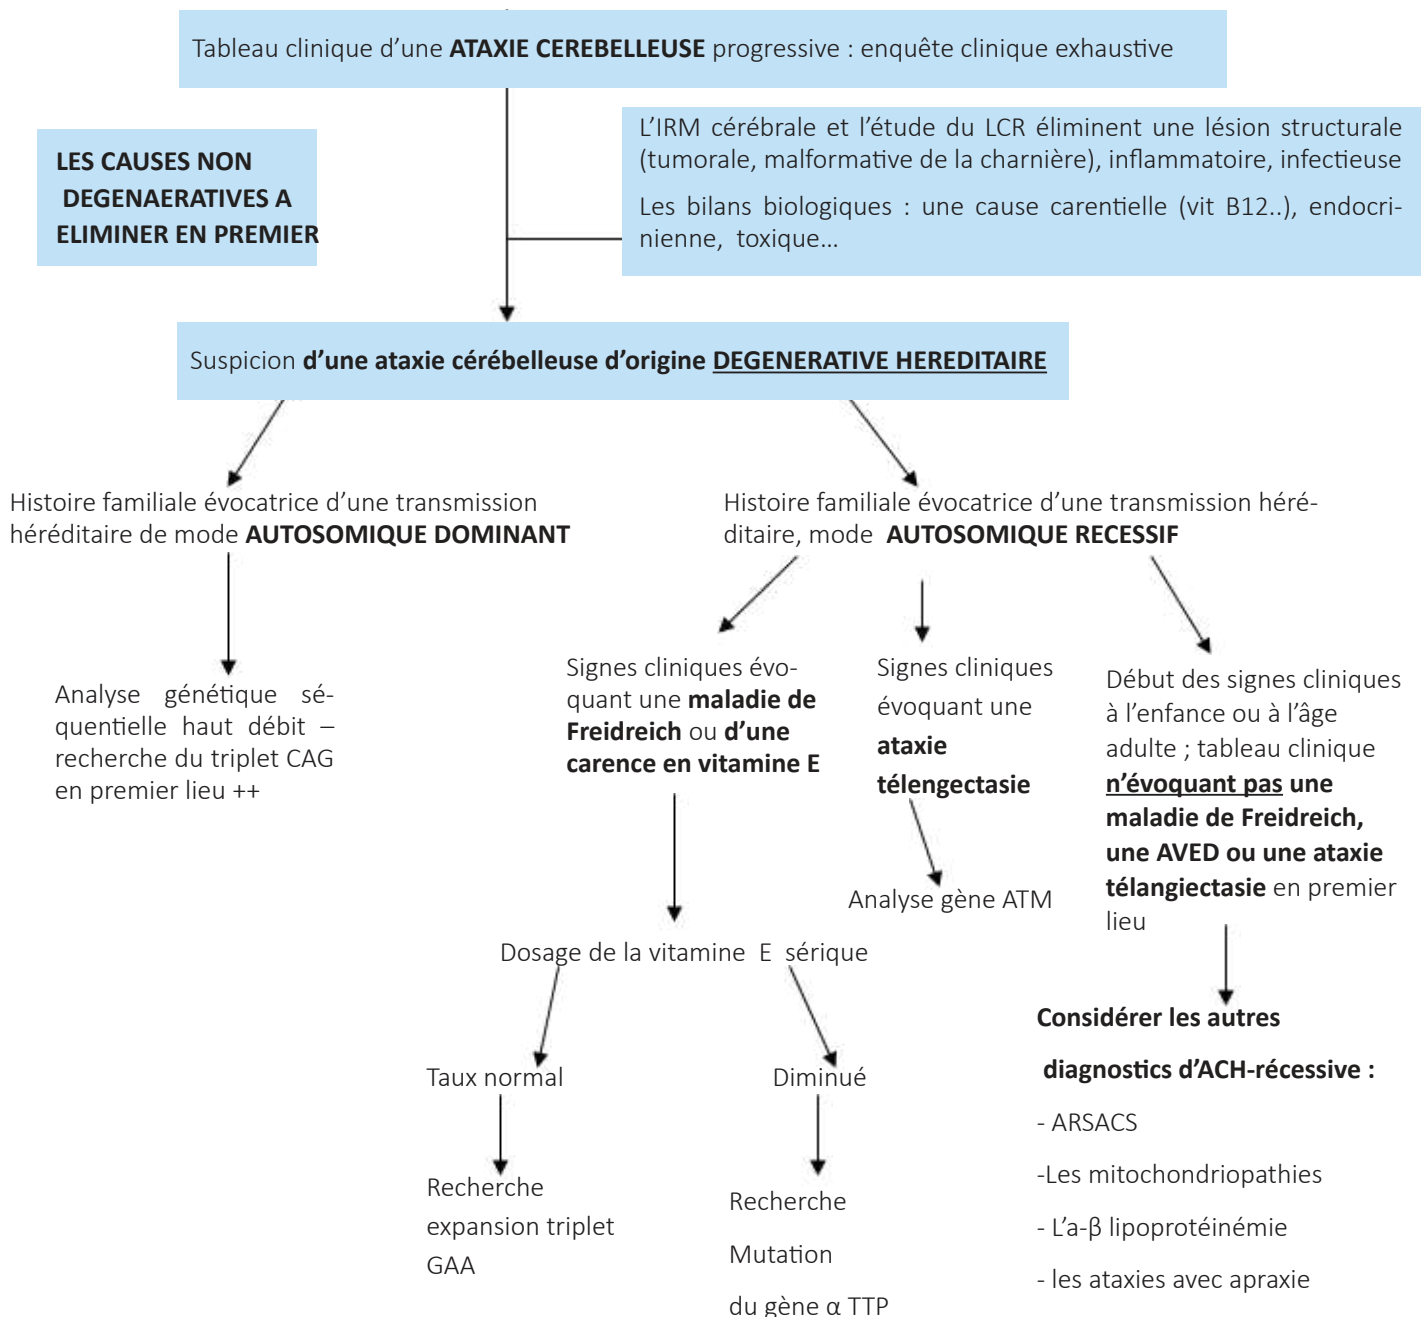 Tableau clinique d’une ATAXIE CEREBELLEUSE progressive : enquête clinique exhaustive
LES CAUSES NON
DEGENAERATIVES A
ELIMINER EN PREMIER
L’IRM cérébrale et l’étude du LCR éliminent une lésion structurale
(tumorale, malformative de la charnière), inflammatoire, infectieuse
Les bilans biologiques : une cause carentielle (vit B12..), endocri-
nienne, toxique...
Suspicion d’une ataxie cérébelleuse d’origine DEGENERATIVE HEREDITAIRE
Histoire familiale évocatrice d’une transmission
héréditaire de mode AUTOSOMIQUE DOMINANT
Histoire familiale évocatrice d’une transmission héré-
ditaire, mode AUTOSOMIQUE RECESSIF
Analyse génétique sé-
quentielle haut débit –
recherche du triplet CAG
en premier lieu ++
Signes cliniques évo-
quant une maladie de
Freidreich ou d’une
carence en vitamine E
Signes cliniques
évoquant une
ataxie
télengectasie
Début des signes cliniques
à l’enfance ou à l’âge
adulte ; tableau clinique
n’évoquant pas une
maladie de Freidreich,
une AVED ou une ataxie
télangiectasie en premier
lieu
Analyse gène ATM
Dosage de la vitamine E sérique
Taux normal
Diminué
Recherche
expansion triplet
GAA
Recherche
Mutation
du gène α TTP
Considérer les autres
diagnostics d’ACH-récessive :
- ARSACS
-Les mitochondriopathies
- L’a-β lipoprotéinémie
- les ataxies avec apraxie